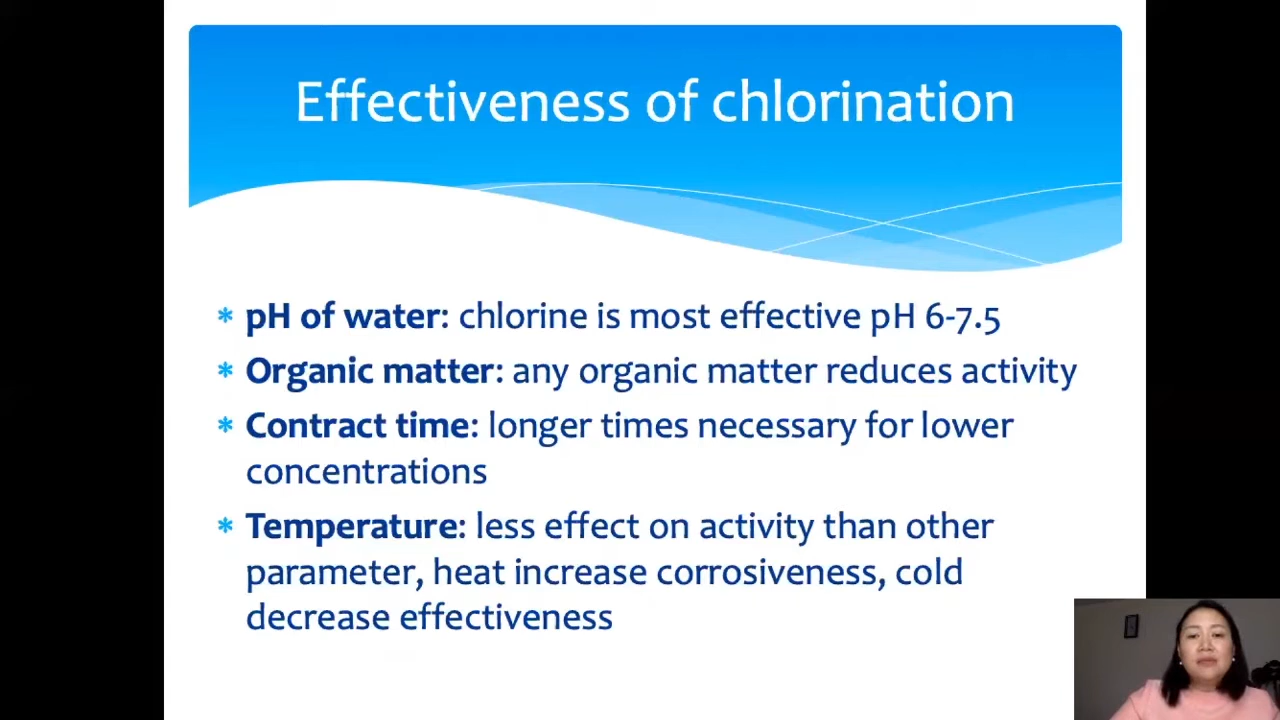 Effectiveness of chlorination
* pH of water: chlorine is most effective pH 6-7.5
* Organic matter: any organic matter reduces activity
* Contract time: longer times necessary for lower
concentrations
* Temperature: less effect on activity than other
parameter, heat increase corrosiveness, cold
decrease effectiveness